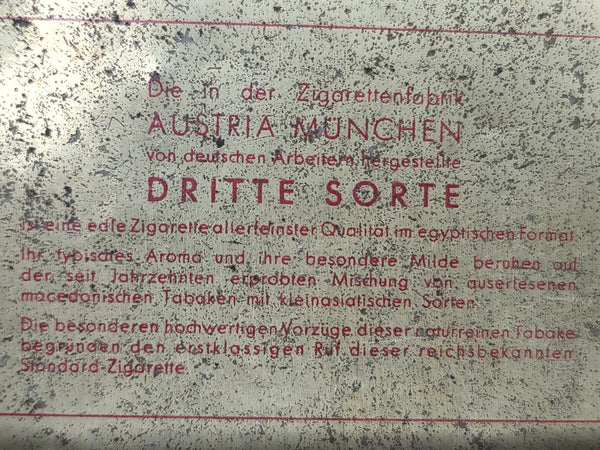 Die in der Zigarettenfabrik
AUSTRIA MÜNCHEN
von deutschen Arbeitern hergestellte
DRITTE SORTE
ist eine edle Zigarette allerfeinster Qualität im egyptischen Format.
Ihr typisches Aroma und ihre besondere Milde beruhen auf
der seit Jahrzehnten erprobten Mischung von auserlesenen
macedonischen Tabaken mit kleinasiatischen Sorten.
Die besonderen hochwertigen Vorzüge dieser naturreinen Tabake
begründen den erstklassigen Ruf dieser reichsbekannten
Standard-Zigarette.